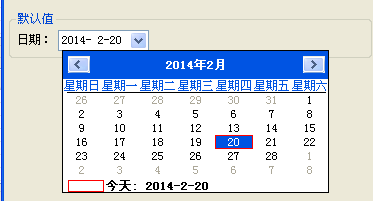 默认值
日期： 2014- 2-20
2014年2月
星期日 星期一 星期二 星期三 星期四 星期五 星期六
26 27 28 29 30 31 1
2 3 4 5 6 7 8
9 10 11 12 13 14 15
16 17 18 19 20 21 22
23 24 25 26 27 28 1
2 3 4 5 6 7 8
今天: 2014-2-20